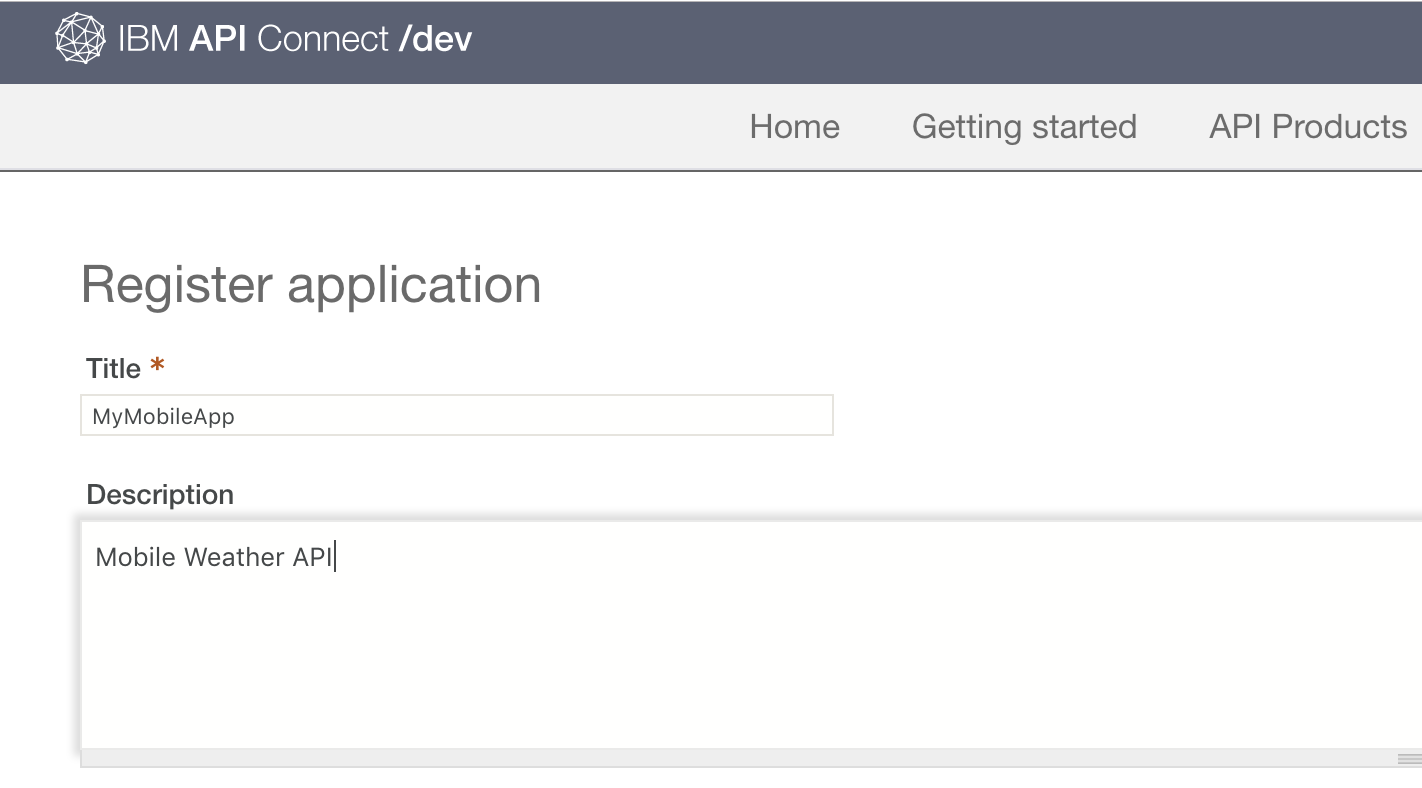 IBM API Connect /dev
Home Getting started API Products
Register application
Title *
MyMobileApp
Description
Mobile Weather API